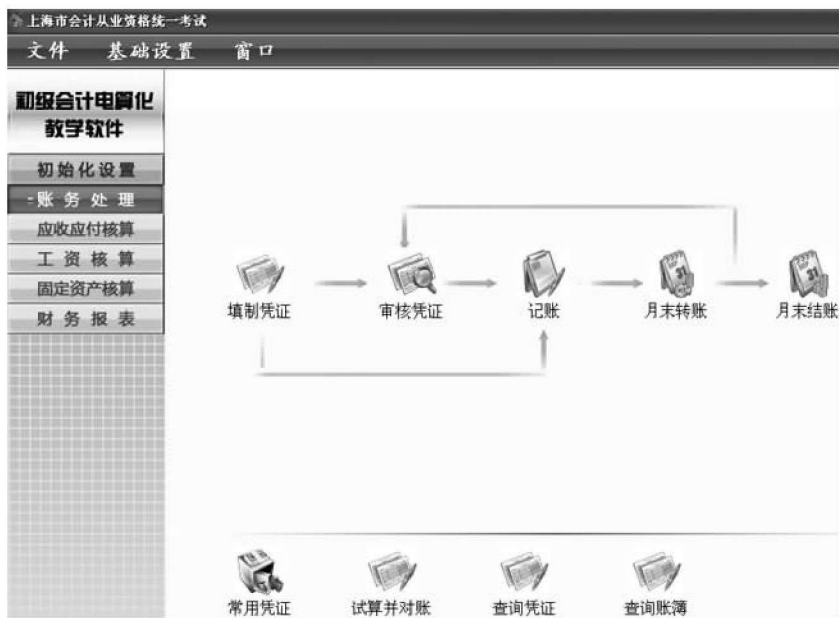 上海市会计从业资格统一考试
文件 基础设置 窗口
初级会计电算化
教学软件
初始化设置
账务处理
应收应付核算
工资核算
固定资产核算
财务报表
填制凭证 审核凭证 记账 月末转账 月末结账
常用凭证 试算并对账 查询凭证 查询账簿